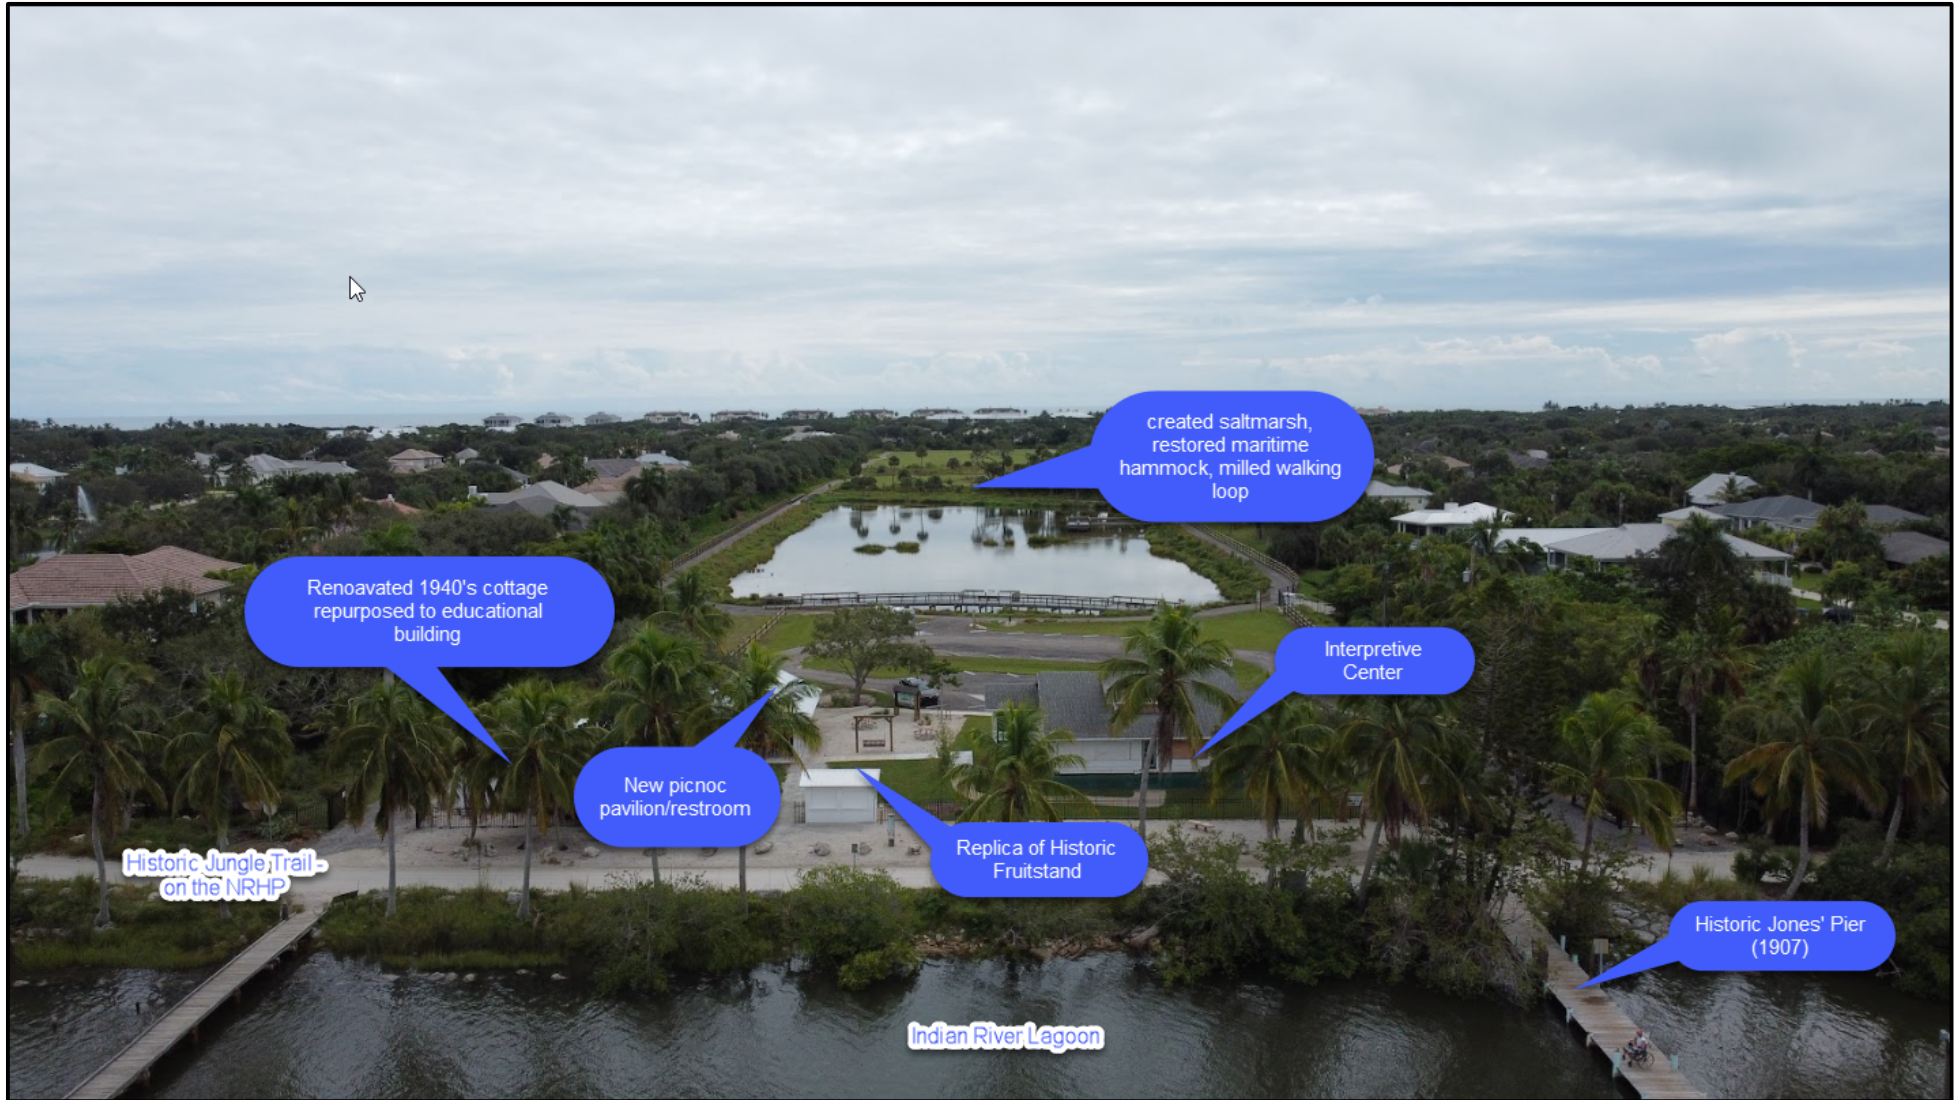 created saltmarsh,
restored maritime
hammock, milled walking
loop
Renoavated 1940's cottage
repurposed to educational
building
Interpretive
Center
New picnoc
pavilion/restroom
Replica of Historic
Fruitstand
Historic Jungle Trail -
on the NRHP
Historic Jones' Pier
(1907)
Indian River Lagoon